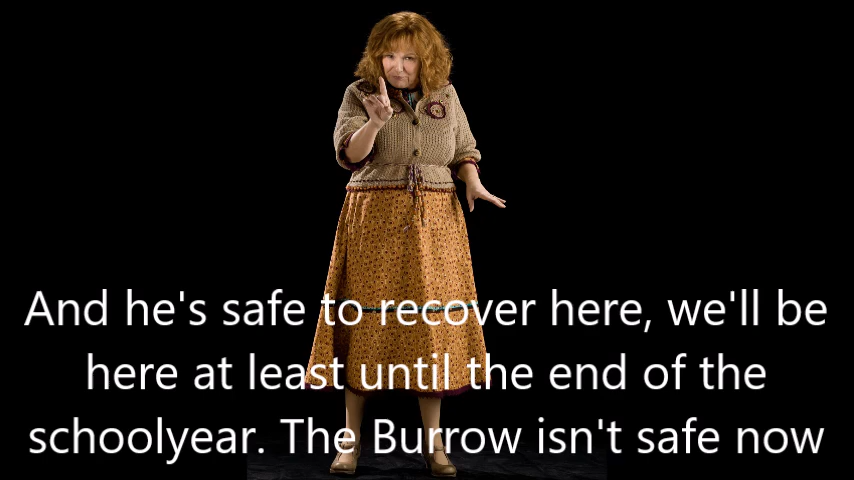 And he's safe to recover here, we'll be
here at least until the end of the
schoolyear. The Burrow isn't safe now